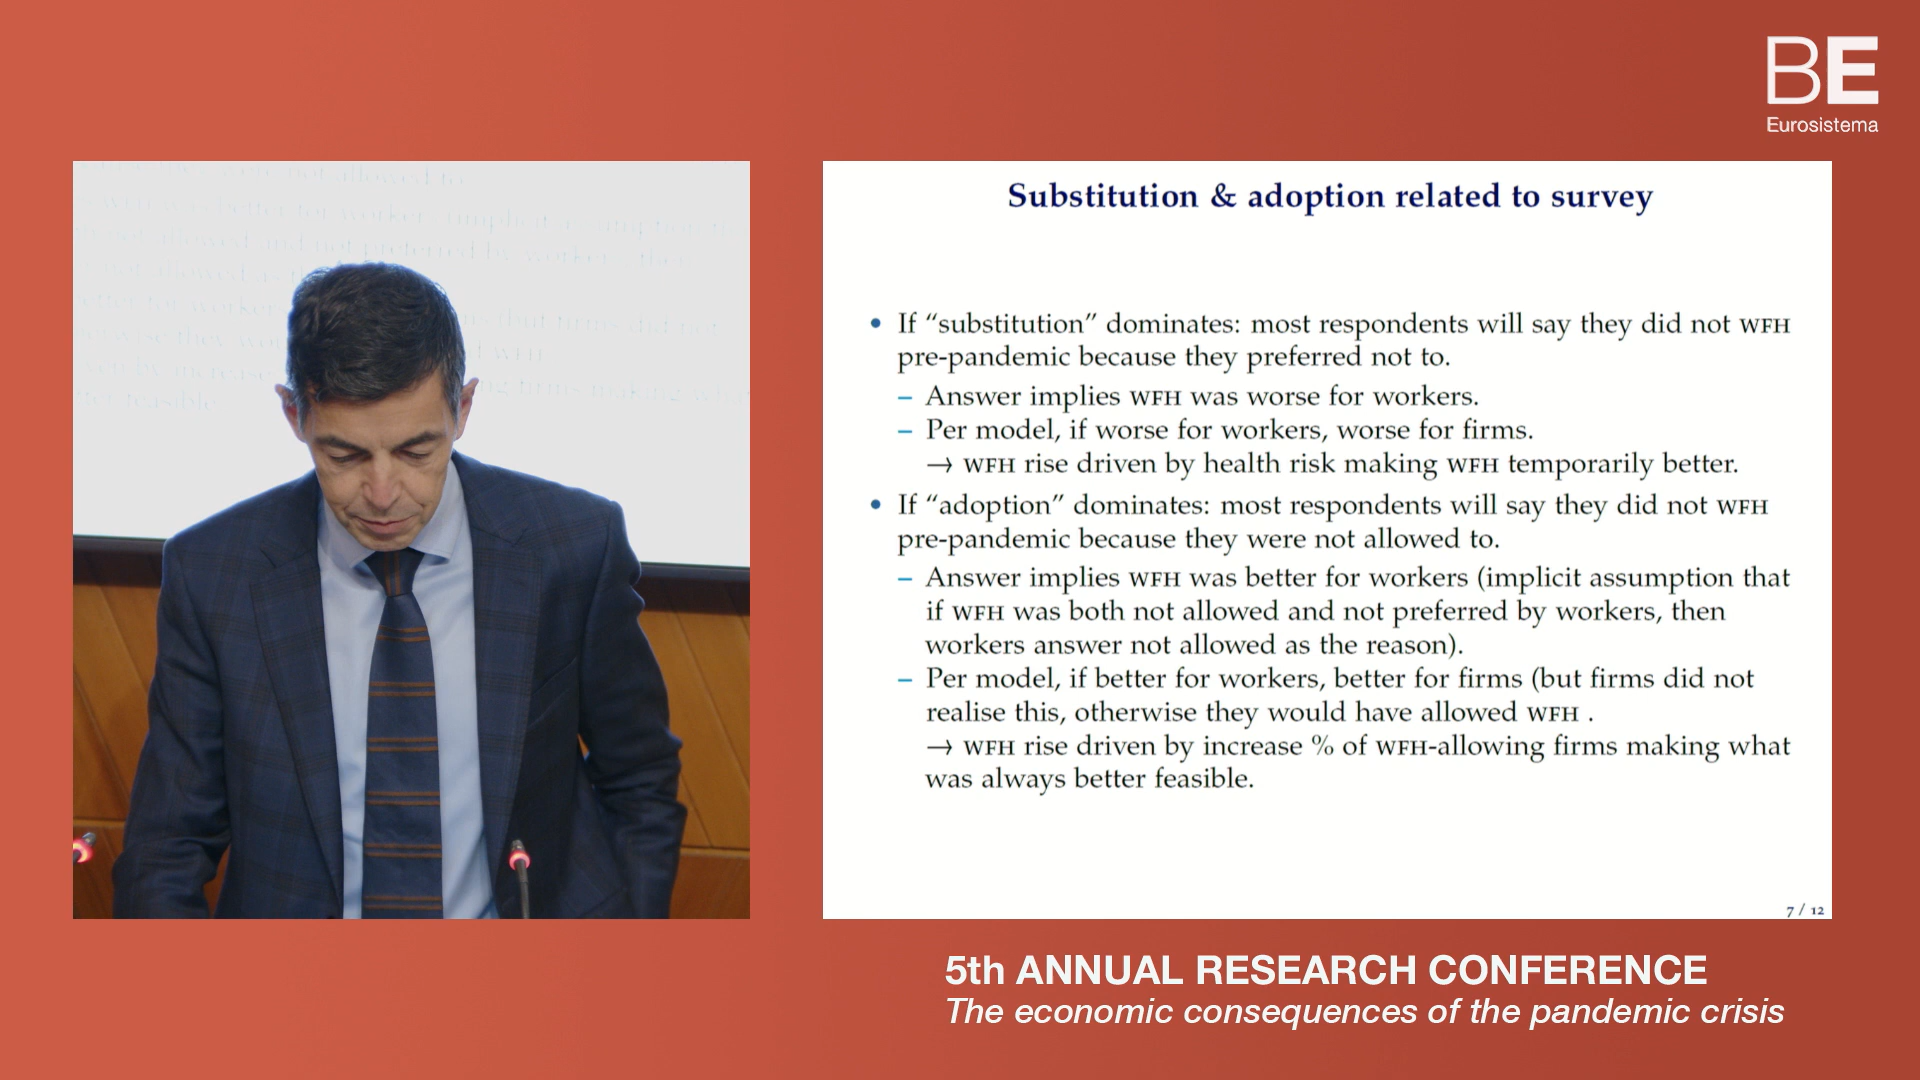 BE
Eurosistema
Substitution & adoption related to survey
• If “substitution” dominates: most respondents will say they did not WFH
pre-pandemic because they preferred not to.
– Answer implies WFH was worse for workers.
– Per model, if worse for workers, worse for firms.
→ WFH rise driven by health risk making WFH temporarily better.
• If “adoption” dominates: most respondents will say they did not WFH
pre-pandemic because they were not allowed to.
– Answer implies WFH was better for workers (implicit assumption that
if WFH was both not allowed and not preferred by workers, then
workers answer not allowed as the reason).
– Per model, if better for workers, better for firms (but firms did not
realise this, otherwise they would have allowed WFH .
→ WFH rise driven by increase % of WFH-allowing firms making what
was always better feasible.
7 / 12
5th ANNUAL RESEARCH CONFERENCE
The economic consequences of the pandemic crisis